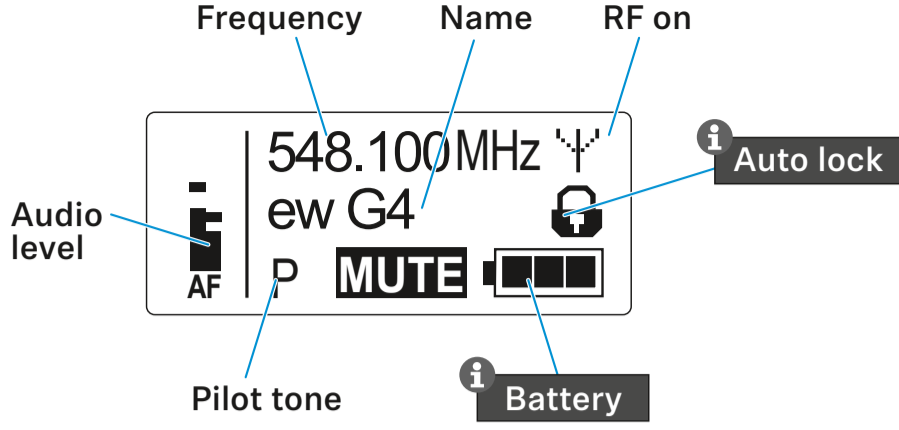 Frequency
Name
RF on
548.100MHz
i
Auto lock
ew G4
Audio
level
AF
P
MUTE
Pilot tone
i
Battery